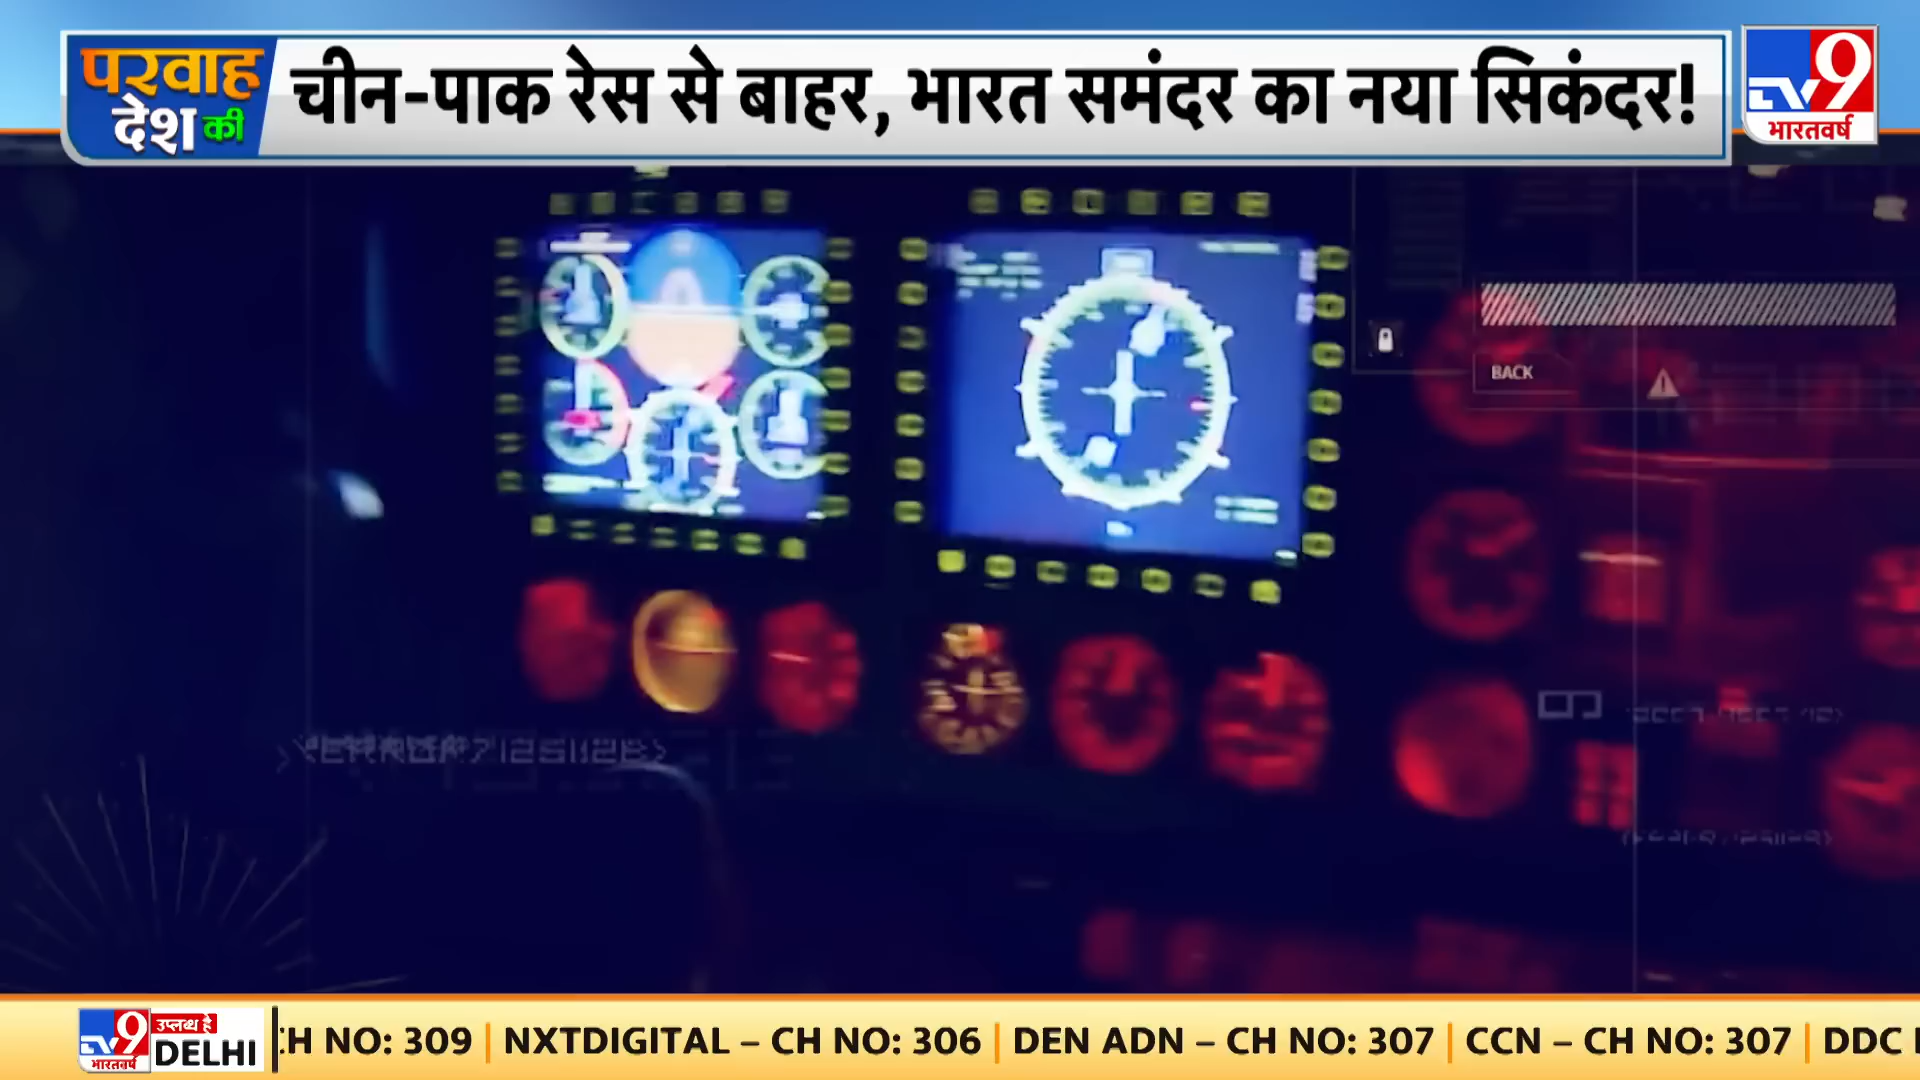 परवाह
देश की
चीन-पाक रेस से बाहर, भारत समंदर का नया सिकंदर!
TV9
भारतवर्ष
BACK
TV9
भारतवर्ष
उपलब्ध है
DELHI
CH NO: 309 | NXTDIGITAL – CH NO: 306 | DEN ADN – CH NO: 307 | CCN – CH NO: 307 | DDC